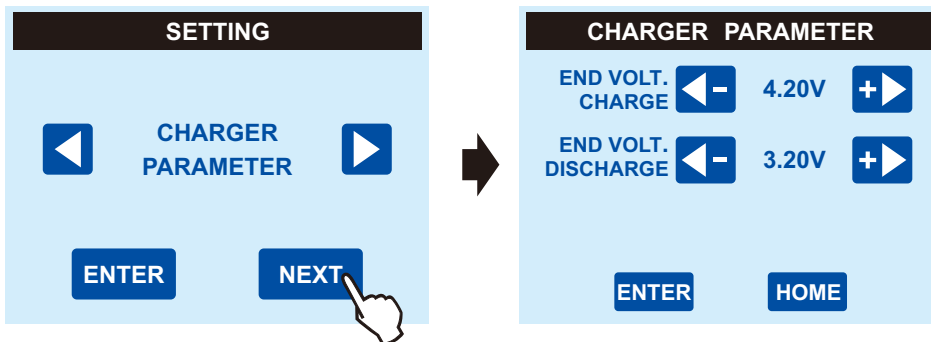 SETTING
CHARGER
PARAMETER
ENTER
NEXT
CHARGER PARAMETER
END VOLT.
CHARGE
- 4.20V +
END VOLT.
DISCHARGE
- 3.20V +
ENTER
HOME